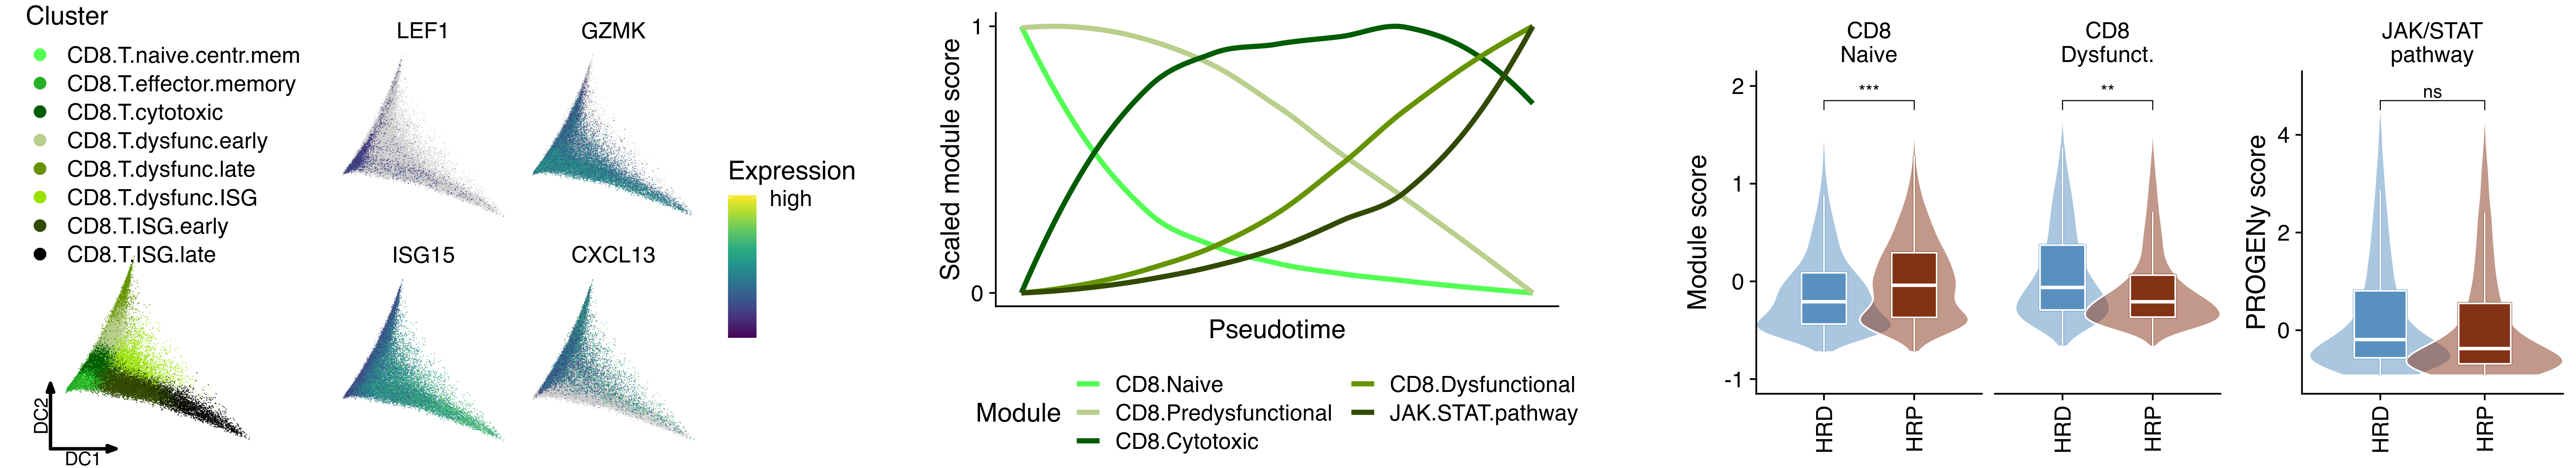 Cluster
CD8.T.naive.centr.mem
CD8.T.effector.memory
CD8.T.cytotoxic
CD8.T.dysfunc.early
CD8.T.dysfunc.late
CD8.T.dysfunc.ISG
CD8.T.ISG.early
CD8.T.ISG.late
DC2
DC1
LEF1
GZMK
ISG15
CXCL13
Expression
high
Scaled module score
1
0
Pseudotime
Module
CD8.Naive
CD8.Predysfunctional
CD8.Cytotoxic
CD8.Dysfunctional
JAK.STAT.pathway
CD8
Naive
***
CD8
Dysfunct.
**
Module score
2
1
0
-1
HRD
HRP
HRD
HRP
JAK/STAT
pathway
ns
PROGENy score
4
2
0
HRD
HRP